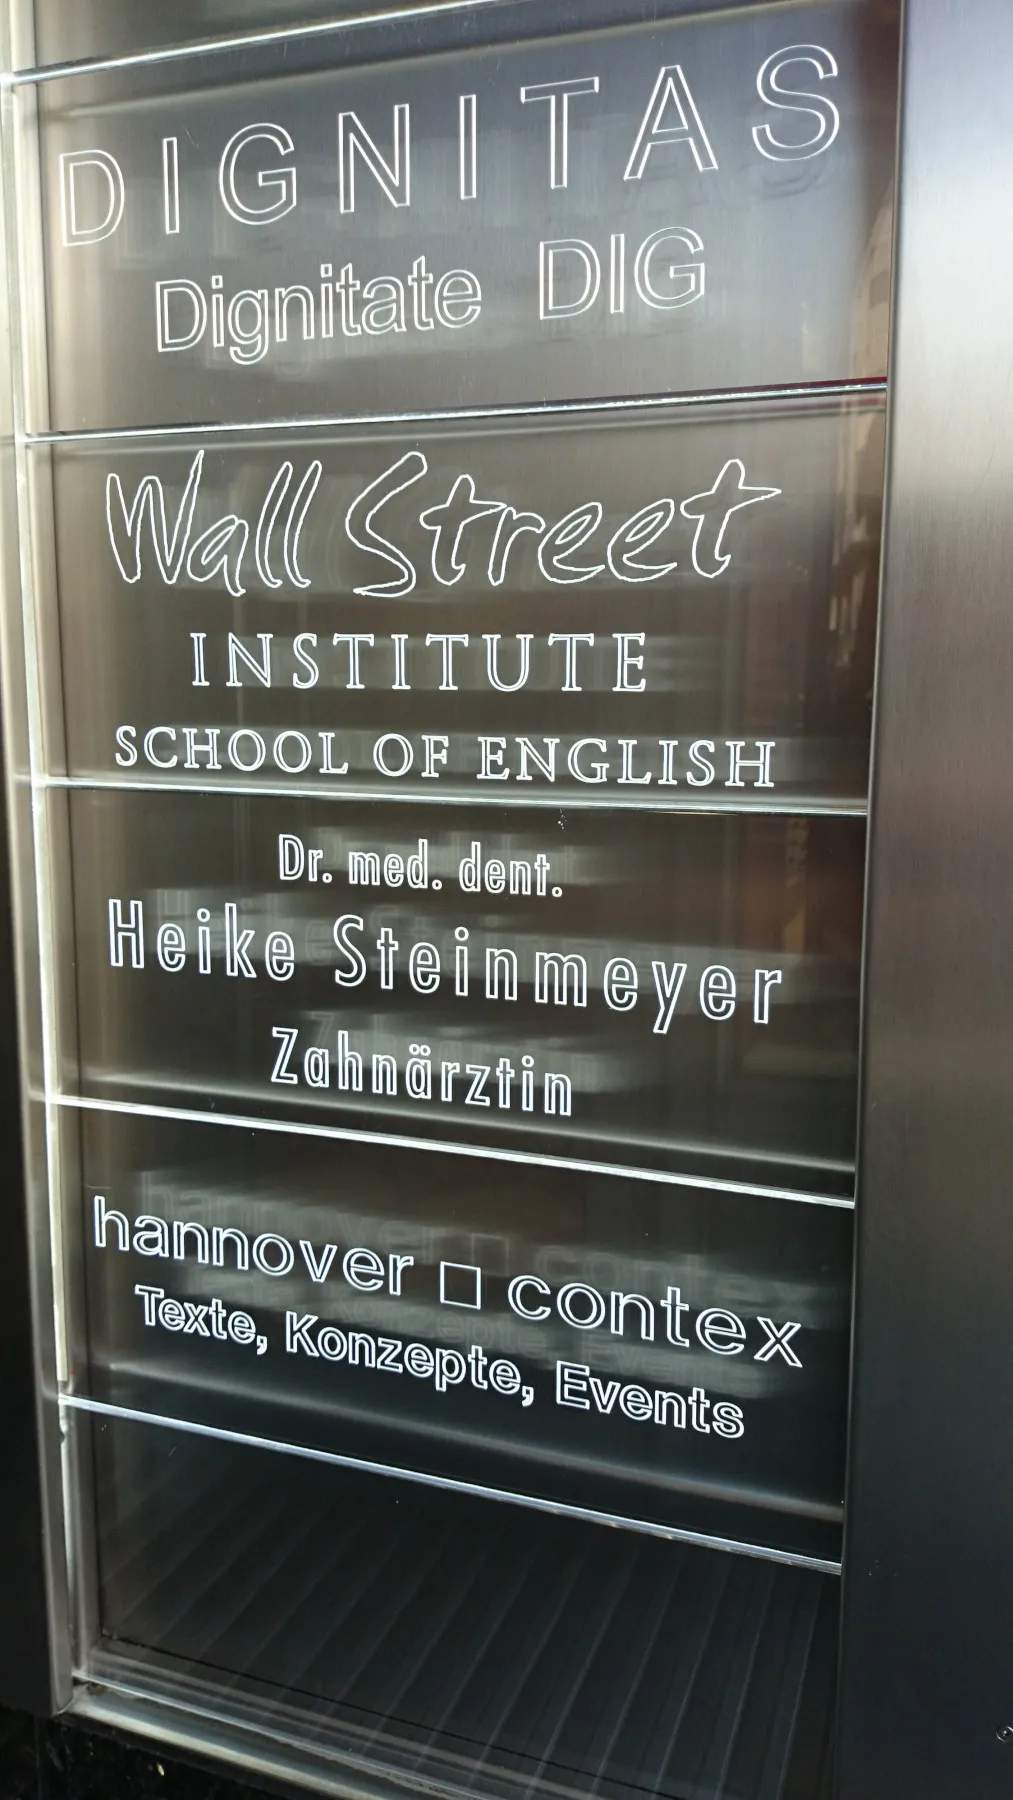 DIGNITAS
Dignitate DIG
Wall Street
INSTITUTE
SCHOOL OF ENGLISH
Dr. med. dent.
Heike Steinmeyer
Zahnärztin
hannover □ contex
Texte, Konzepte, Events